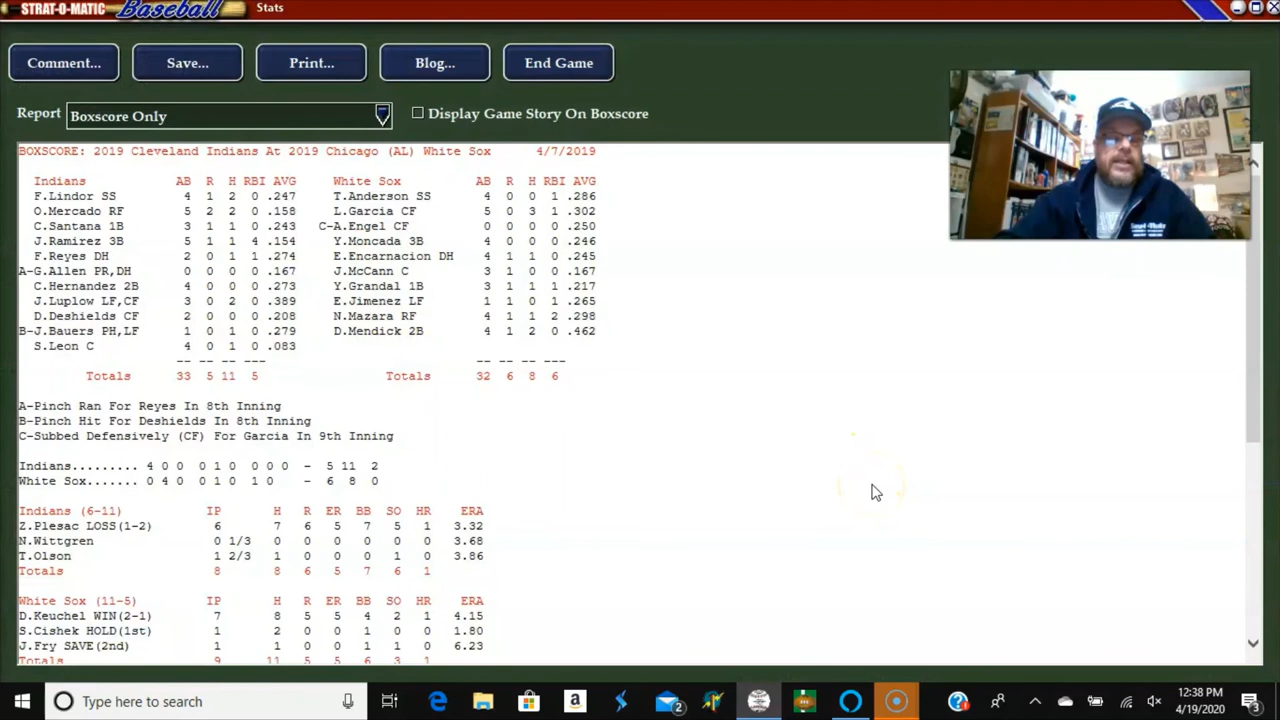 STRAT-O-MATIC Baseball Stats
Comment... Save... Print... Blog... End Game
Report Boxscore Only Display Game Story On Boxscore
BOXSCORE: 2019 Cleveland Indians At 2019 Chicago (AL) White Sox 4/7/2019
Indians AB R H RBI AVG White Sox AB R H RBI AVG
F.Lindor SS 4 1 2 0 .247 T.Anderson SS 4 0 0 1 .286
O.Mercado RF 5 2 2 0 .158 L.Garcia CF 5 0 3 1 .302
C.Santana 1B 3 1 1 0 .243 C-A.Engel CF 0 0 0 0 .250
J.Ramirez 3B 5 1 1 4 .154 Y.Moncada 3B 4 0 0 0 .246
F.Reyes DH 2 0 1 1 .274 E.Encarnacion DH 4 1 1 0 .245
A-G.Allen PR,DH 0 0 0 0 .167 J.McCann C 3 1 0 0 .167
C.Hernandez 2B 4 0 0 0 .273 Y.Grandal 1B 3 1 1 1 .217
J.Luplow LF,CF 3 0 2 0 .389 E.Jimenez LF 1 1 0 1 .265
D.Deshields CF 2 0 0 0 .208 N.Mazara RF 4 1 1 2 .298
B-J.Bauers PH,LF 1 0 1 0 .279 D.Mendick 2B 4 1 2 0 .462
S.Leon C 4 0 1 0 .083
-- -- -- --- -- -- -- ---
Totals 33 5 11 5 Totals 32 6 8 6
A-Pinch Ran For Reyes In 8th Inning
B-Pinch Hit For Deshields In 8th Inning
C-Subbed Defensively (CF) For Garcia In 9th Inning
Indians......... 4 0 0 0 1 0 0 0 0 - 5 11 2
White Sox....... 0 4 0 0 1 0 1 0 - 6 8 0
Indians (6-11) IP H R ER BB SO HR ERA
Z.Plesac LOSS(1-2) 6 7 6 5 7 5 1 3.32
N.Wittgren 0 1/3 0 0 0 0 0 0 3.68
T.Olson 1 2/3 1 0 0 0 1 0 3.86
Totals 8 8 6 5 7 6 1
White Sox (11-5) IP H R ER BB SO HR ERA
D.Keuchel WIN(2-1) 7 8 5 5 4 2 1 4.15
S.Cishek HOLD(1st) 1 2 0 0 1 0 0 1.80
J.Fry SAVE(2nd) 1 1 0 0 1 1 0 6.23
Totals 9 11 5 5 6 3 1
Type here to search
2
12:38 PM
4/19/2020
3